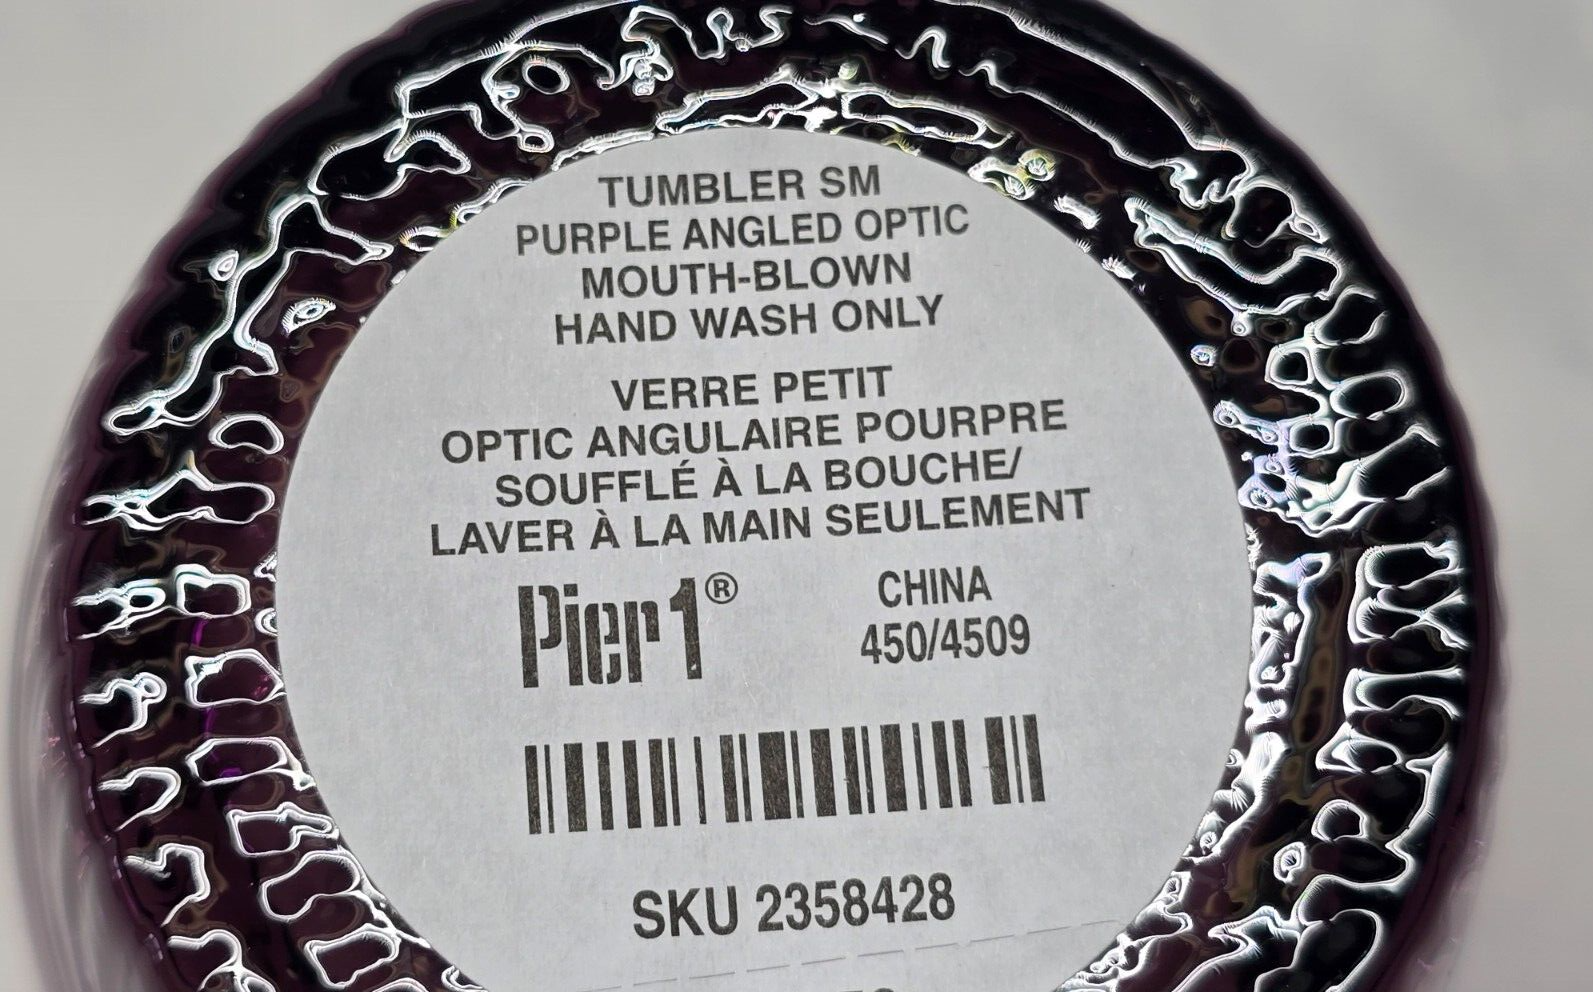 TUMBLER SM
PURPLE ANGLED OPTIC
MOUTH-BLOWN
HAND WASH ONLY
VERRE PETIT
OPTIC ANGULAIRE POURPRE
SOUFFLÉ À LA BOUCHE/
LAVER À LA MAIN SEULEMENT
Pier 1® CHINA
450/4509
SKU 2358428